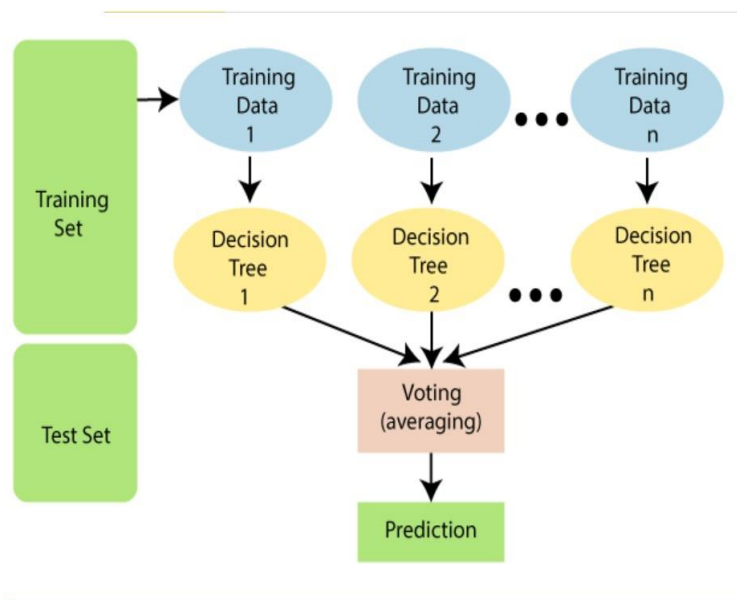 Training
Set
Training
Data
1
Training
Data
2
Training
Data
n
Decision
Tree
1
Decision
Tree
2
Decision
Tree
n
Test Set
Voting
(averaging)
Prediction